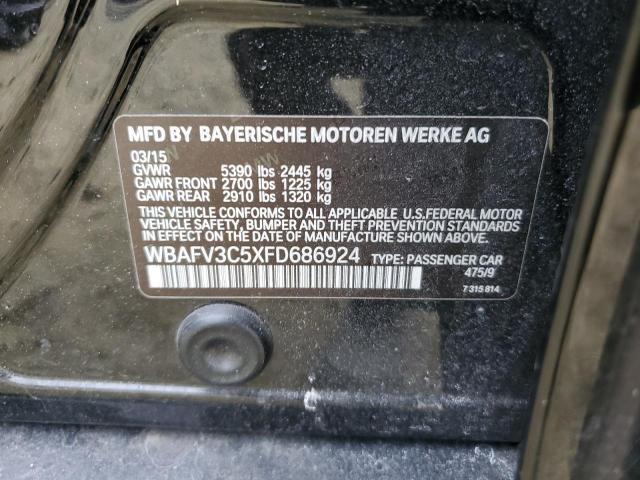 MFD BY BAYERISCHE MOTOREN WERKE AG
03/15
GVWR 5390 lbs 2445 kg
GAWR FRONT 2700 lbs 1225 kg
GAWR REAR 2910 lbs 1320 kg
THIS VEHICLE CONFORMS TO ALL APPLICABLE U.S.FEDERAL MOTOR
VEHICLE SAFETY, BUMPER, AND THEFT PREVENTION STANDARDS
IN EFFECT ON THE DATE OF MANUFACTURE SHOWN ABOVE.
WBAFV3C5XFD686924 TYPE: PASSENGER CAR
475/9
7 315 814